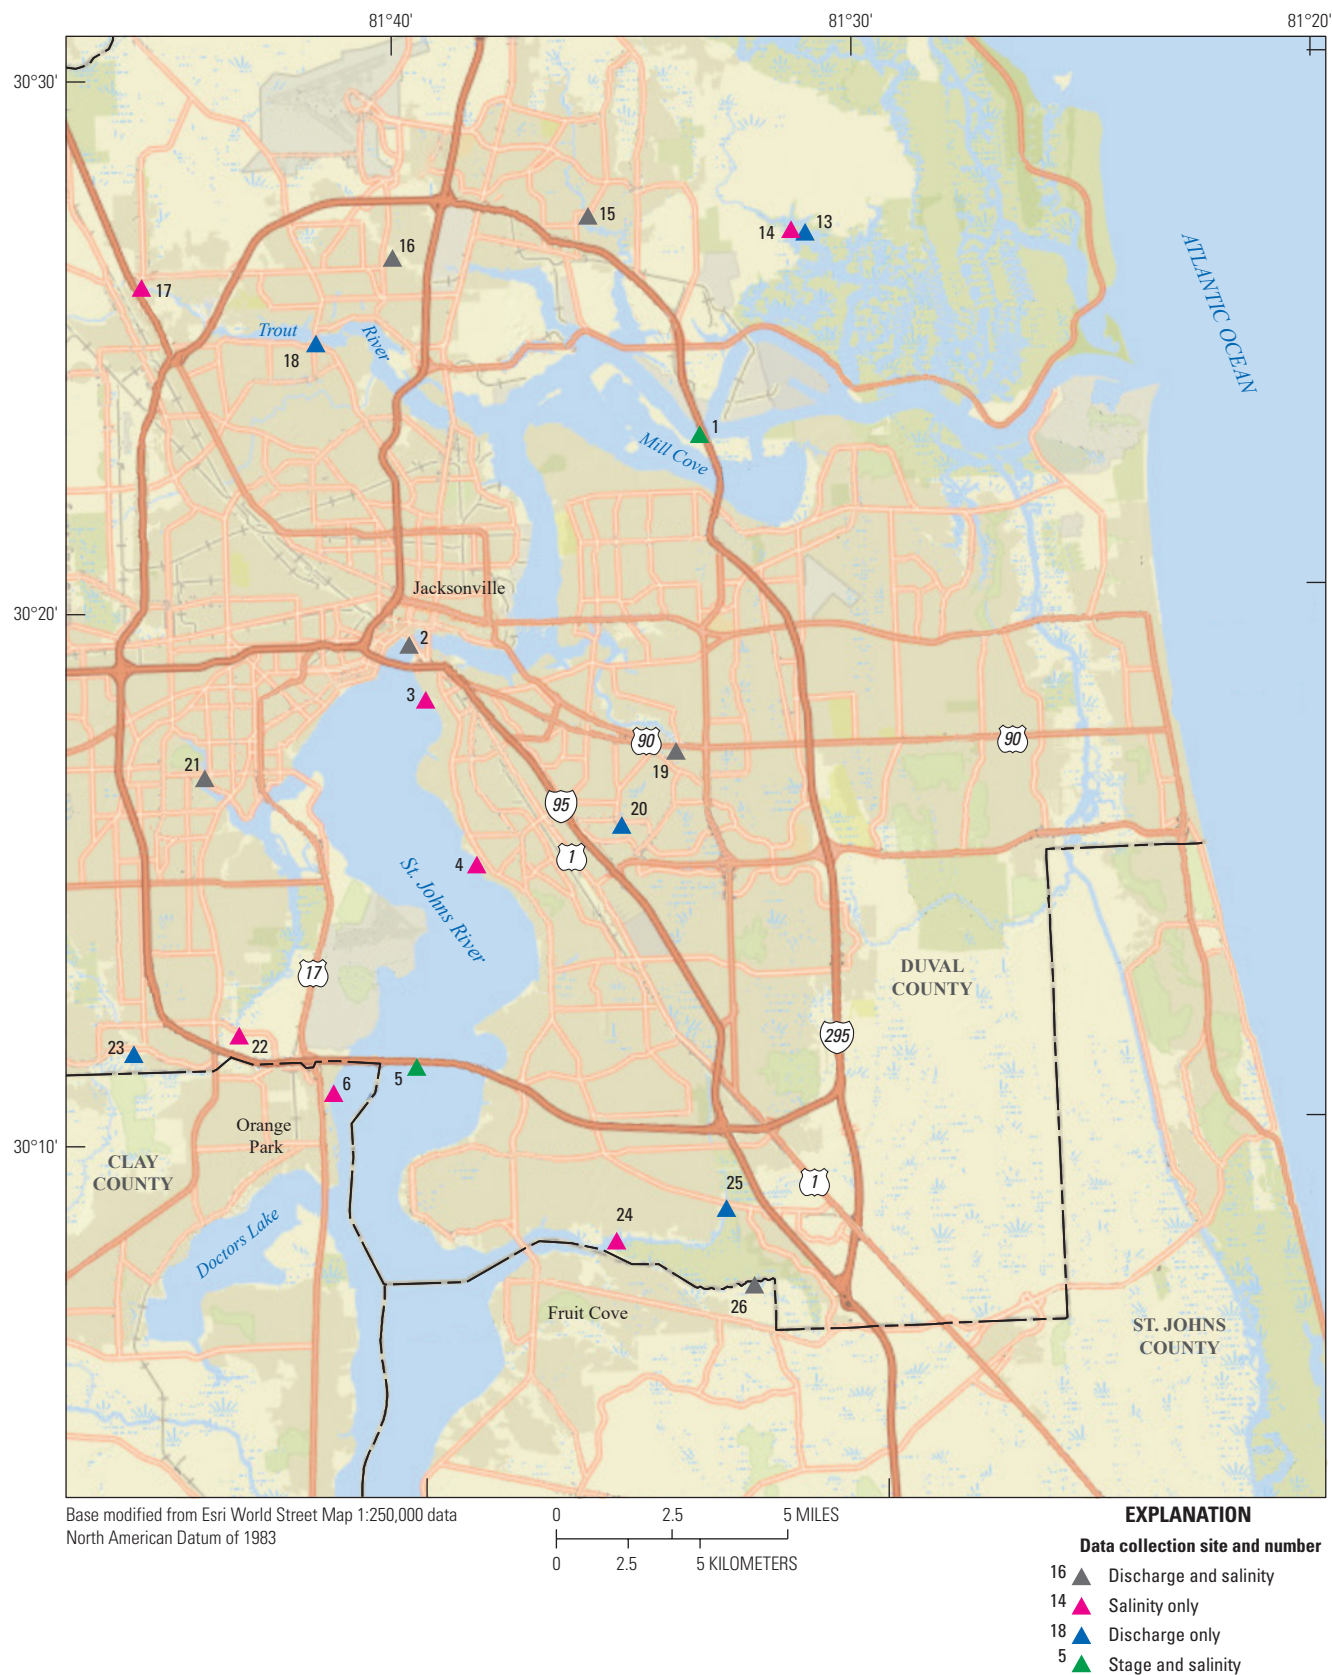 81°40'
81°30'
81°20'
30°30'
15
14
13
16
17
ATLANTIC OCEAN
Trout
River
18
1
Mill Cove
Jacksonville
30°20'
2
3
90
90
19
21
95
20
1
4
St. Johns River
DUVAL
COUNTY
17
295
22
23
5
6
Orange
Park
30°10'
CLAY
COUNTY
25
1
24
Doctors Lake
26
Fruit Cove
ST. JOHNS
COUNTY
Base modified from Esri World Street Map 1:250,000 data
North American Datum of 1983
0 2.5 5 MILES
0 2.5 5 KILOMETERS
EXPLANATION
Data collection site and number
16 Discharge and salinity
14 Salinity only
18 Discharge only
5 Stage and salinity